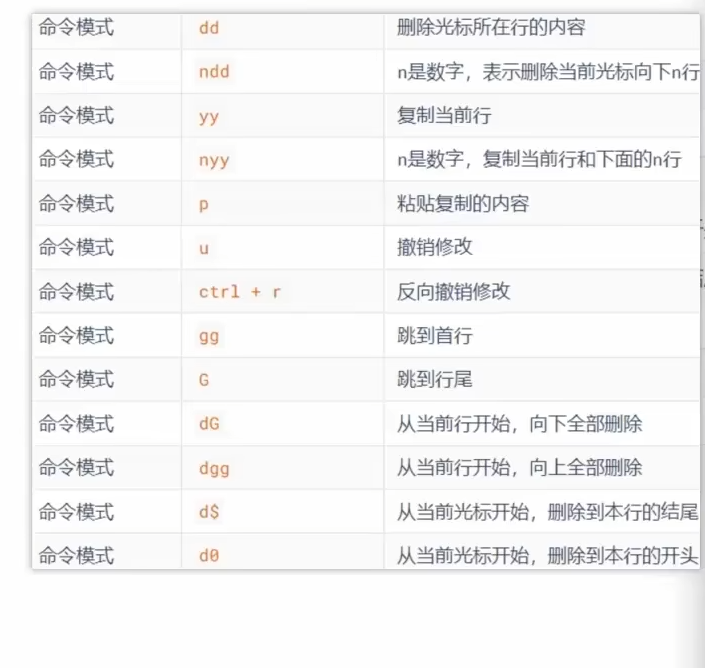 命令模式 dd 删除光标所在行的内容
命令模式 ndd n是数字，表示删除当前光标向下n行
命令模式 yy 复制当前行
命令模式 nyy n是数字，复制当前行和下面的n行
命令模式 p 粘贴复制的内容
命令模式 u 撤销修改
命令模式 ctrl + r 反向撤销修改
命令模式 gg 跳到首行
命令模式 G 跳到行尾
命令模式 dG 从当前行开始，向下全部删除
命令模式 dgg 从当前行开始，向上全部删除
命令模式 d$ 从当前光标开始，删除到本行的结尾
命令模式 d0 从当前光标开始，删除到本行的开头